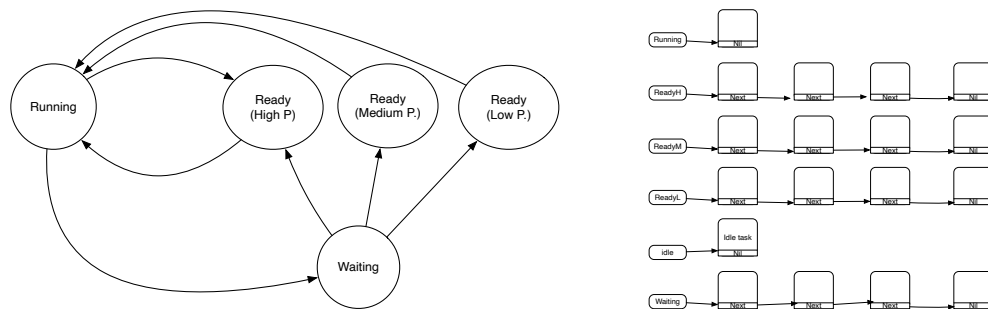 Running
Ready
(High P)
Ready
(Medium P.)
Ready
(Low P.)
Waiting
Running
Nil
ReadyH
Next
Next
Next
Nil
ReadyM
Next
Next
Next
Nil
ReadyL
Next
Next
Next
Nil
Idle task
idle
Nil
Waiting
Next
Next
Next
Nil